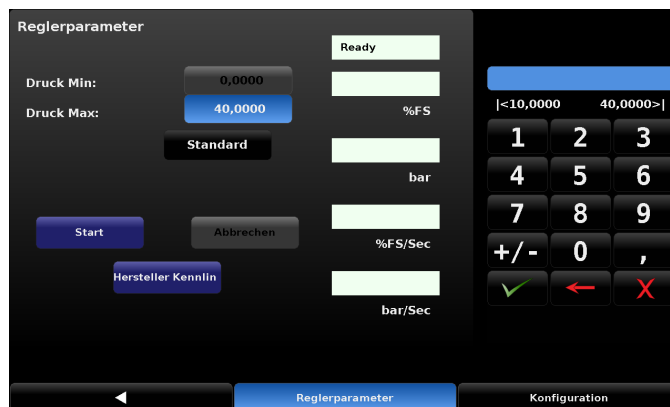 Reglerparameter
Ready
Druck Min:
0,0000
Druck Max:
40,0000
%FS
Standard
bar
Start
Abbrechen
%FS/Sec
Hersteller Kennlin
bar/Sec
|<10,0000
40,0000>|
1
2
3
4
5
6
7
8
9
+/-
0
,
X
Reglerparameter
Konfiguration